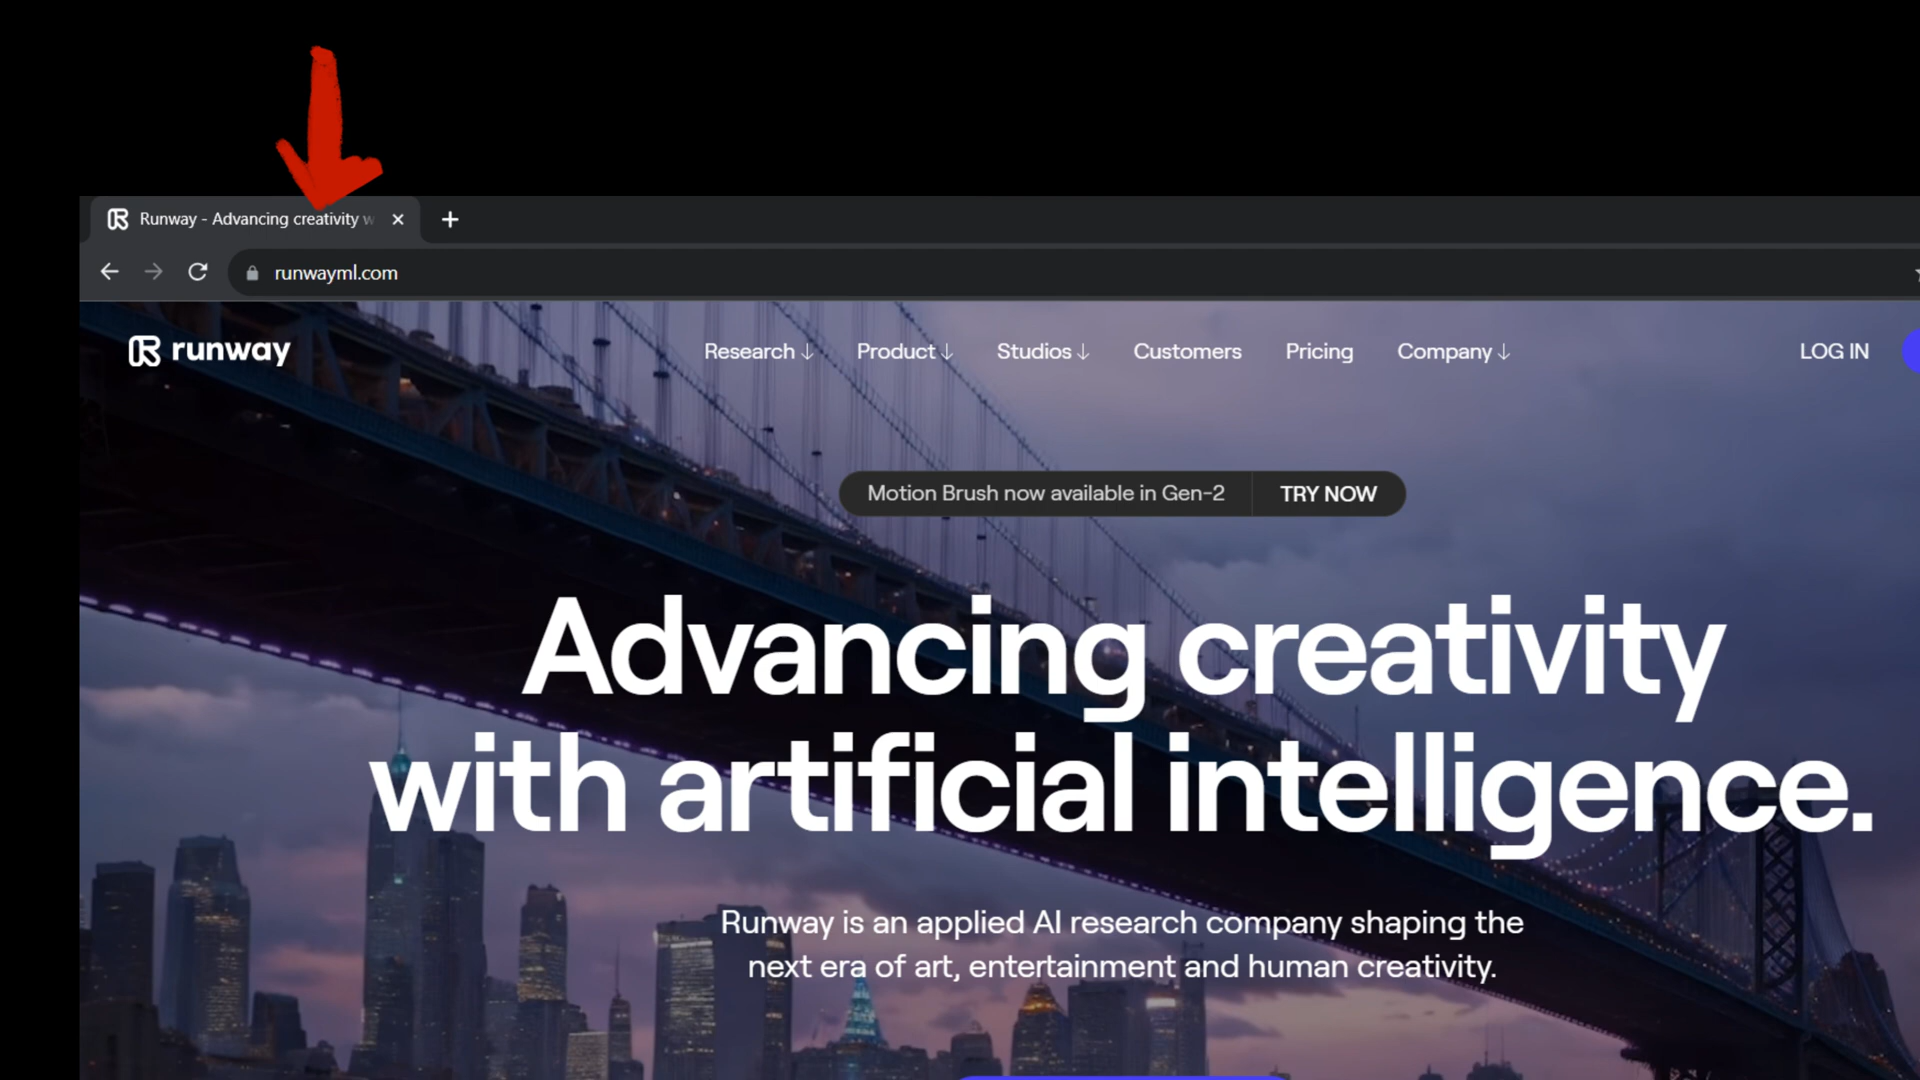 Runway - Advancing creativity w
runwayml.com
runway
Research ↓ Product ↓ Studios ↓ Customers Pricing Company ↓ LOG IN
Motion Brush now available in Gen-2 TRY NOW
Advancing creativity
with artificial intelligence.
Runway is an applied AI research company shaping the
next era of art, entertainment and human creativity.